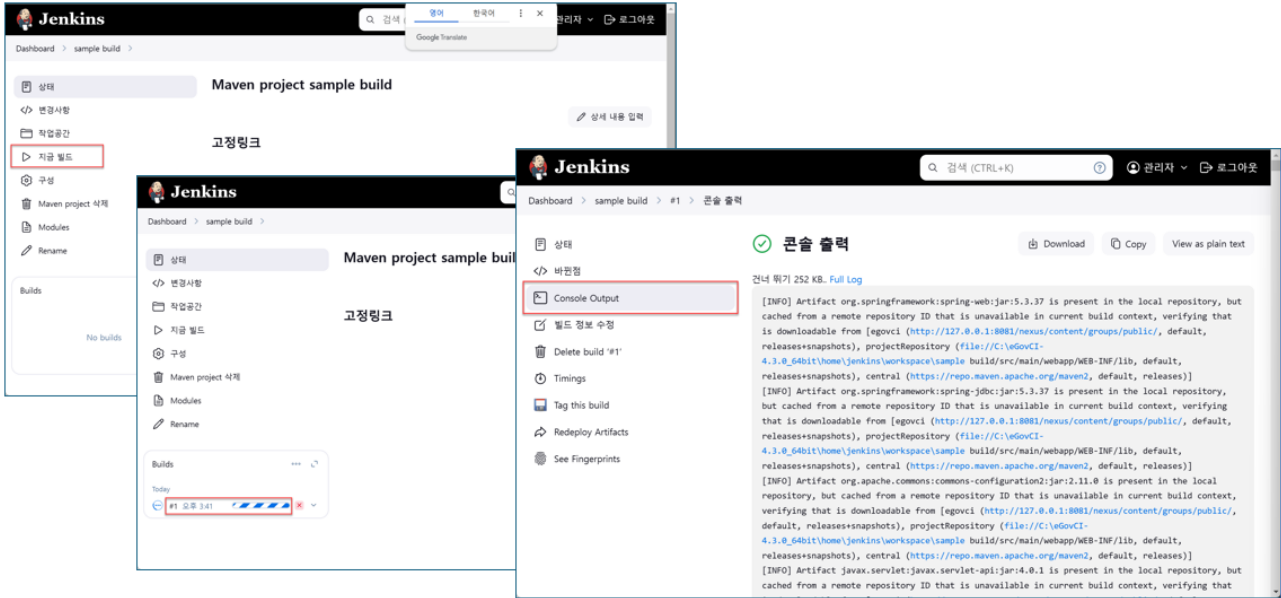 Jenkins
검색
영어 한국어
Google Translate
관리자
로그아웃
Dashboard > sample build >
상태
변경사항
작업공간
지금 빌드
구성
Maven project 삭제
Modules
Rename
Builds
No builds
Maven project sample build
상세 내용 입력
고정링크
Jenkins
Dashboard > sample build >
상태
변경사항
작업공간
지금 빌드
구성
Maven project 삭제
Modules
Rename
Builds
Today
#1 오후 3:41
Maven project sample buil
고정링크
Jenkins
검색 (CTRL+K)
관리자
로그아웃
Dashboard > sample build > #1 > 콘솔 출력
상태
바뀐점
Console Output
빌드 정보 수정
Delete build '#1'
Timings
Tag this build
Redeploy Artifacts
See Fingerprints
콘솔 출력
Download
Copy
View as plain text
건너 뛰기 252 KB.. Full Log
[INFO] Artifact org.springframework:spring-web:jar:5.3.37 is present in the local repository, but
cached from a remote repository ID that is unavailable in current build context, verifying that
is downloadable from [egovci (http://127.0.0.1:8081/nexus/content/groups/public/, default,
releases+snapshots), projectRepository (file://C:\eGovCI-
4.3.0_64bit\home\jenkins\workspace\sample build/src/main/webapp/WEB-INF/lib, default,
releases+snapshots), central (https://repo.maven.apache.org/maven2, default, releases)]
[INFO] Artifact org.springframework:spring-jdbc:jar:5.3.37 is present in the local repository,
but cached from a remote repository ID that is unavailable in current build context, verifying
that is downloadable from [egovci (http://127.0.0.1:8081/nexus/content/groups/public/, default,
releases+snapshots), projectRepository (file://C:\eGovCI-
4.3.0_64bit\home\jenkins\workspace\sample build/src/main/webapp/WEB-INF/lib, default,
releases+snapshots), central (https://repo.maven.apache.org/maven2, default, releases)]
[INFO] Artifact org.apache.commons:commons-configuration2:jar:2.11.0 is present in the local
repository, but cached from a remote repository ID that is unavailable in current build context,
verifying that is downloadable from [egovci (http://127.0.0.1:8081/nexus/content/groups/public/,
default, releases+snapshots), projectRepository (file://C:\eGovCI-
4.3.0_64bit\home\jenkins\workspace\sample build/src/main/webapp/WEB-INF/lib, default,
releases+snapshots), central (https://repo.maven.apache.org/maven2, default, releases)]
[INFO] Artifact javax.servlet:javax.servlet-api:jar:4.0.1 is present in the local repository, but
cached from a remote repository ID that is unavailable in current build context, verifying that